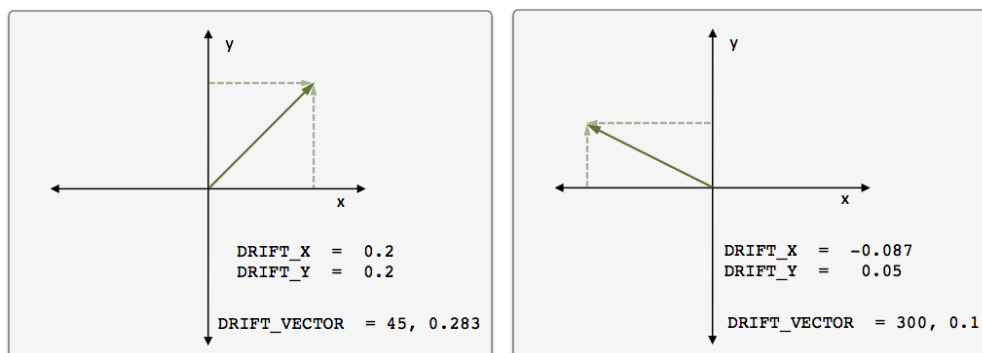 y
x
DRIFT_X = 0.2
DRIFT_Y = 0.2
DRIFT_VECTOR = 45, 0.283
y
x
DRIFT_X = -0.087
DRIFT_Y = 0.05
DRIFT_VECTOR = 300, 0.1